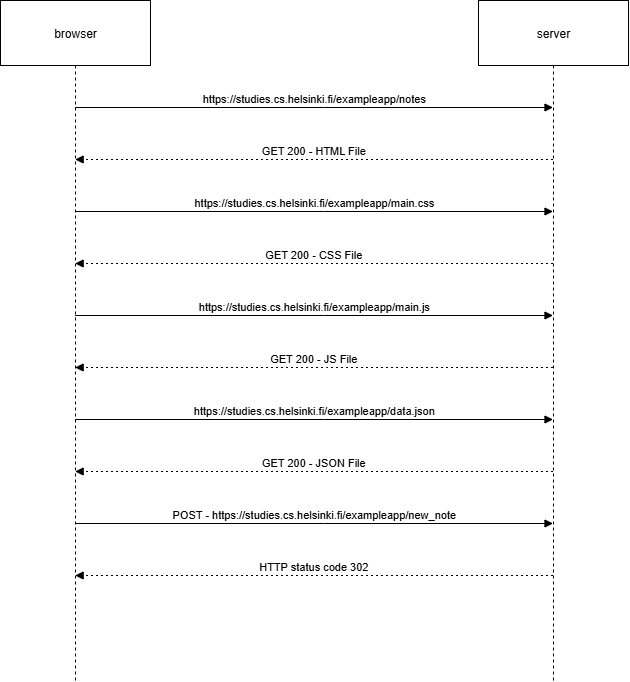 browser
server
https://studies.cs.helsinki.fi/exampleapp/notes
GET 200 - HTML File
https://studies.cs.helsinki.fi/exampleapp/main.css
GET 200 - CSS File
https://studies.cs.helsinki.fi/exampleapp/main.js
GET 200 - JS File
https://studies.cs.helsinki.fi/exampleapp/data.json
GET 200 - JSON File
POST - https://studies.cs.helsinki.fi/exampleapp/new_note
HTTP status code 302